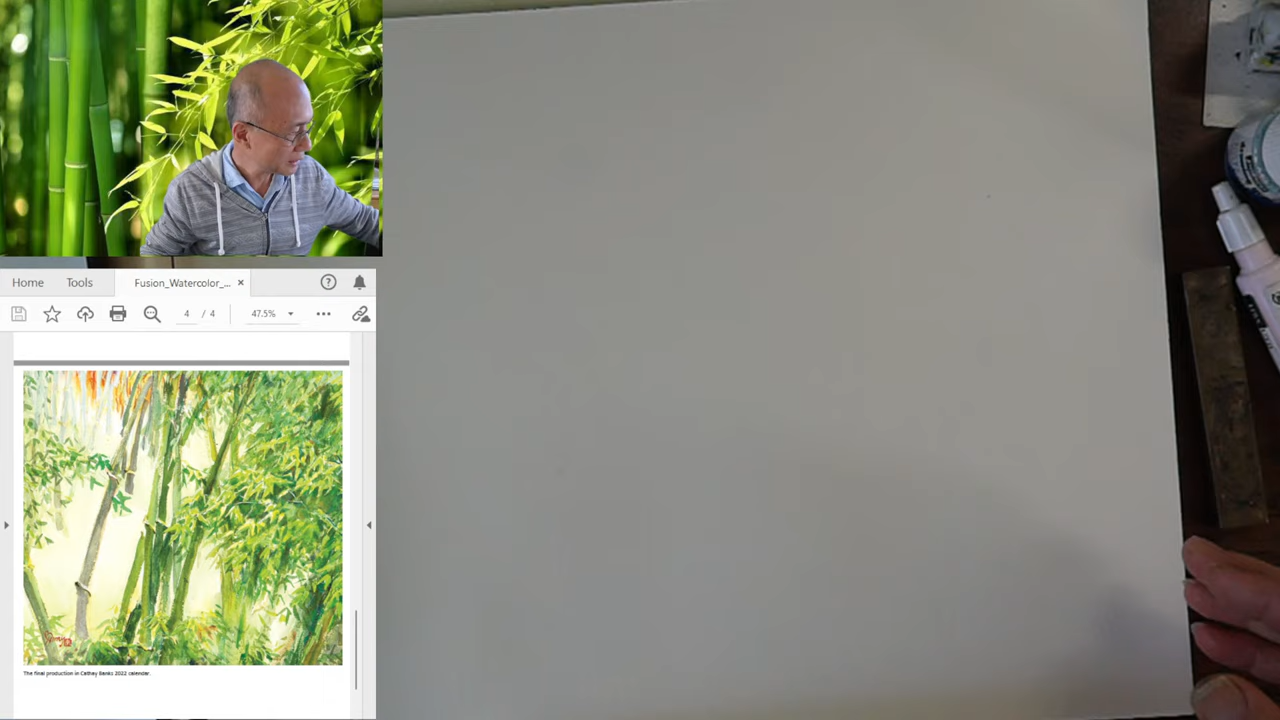 Home Tools Fusion_Watercolor_... ×
4 / 4 47.5%
The final production in Cathay Banks 2022 calendar.